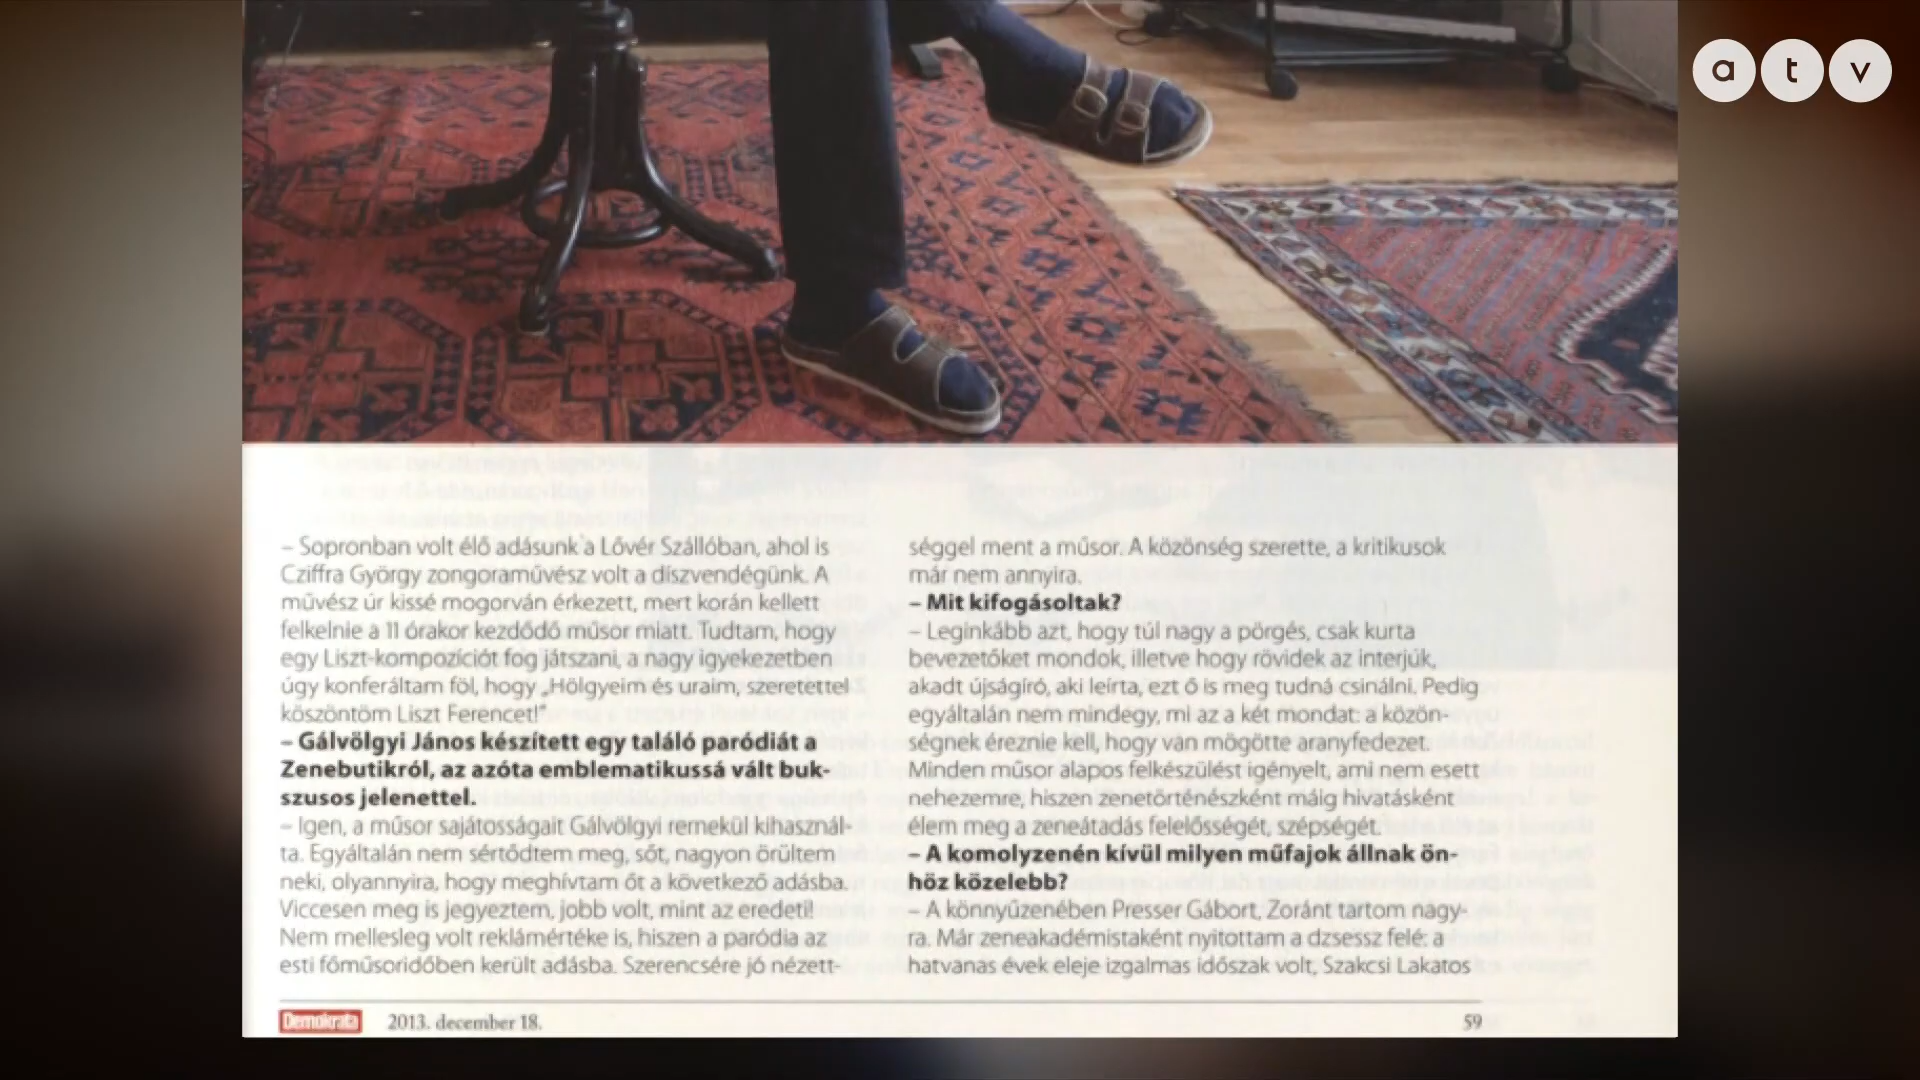 a t v
– Sopronban volt élő adásunk a Lővér Szállóban, ahol is
Cziffra György zongoraművész volt a díszvendégünk. A
művész úr kissé mogorván érkezett, mert korán kellett
felkelnie a 11 órakor kezdődő műsor miatt. Tudtam, hogy
egy Liszt-kompozíciót fog játszani, a nagy igyekezetben
úgy konferáltam föl, hogy „Hölgyeim és uraim, szeretettel
köszöntöm Liszt Ferencet!”
– Gálvölgyi János készített egy találó paródiát a
Zenebutikról, az azóta emblematikussá vált buk-
szusos jelenettel.
– Igen, a műsor sajátosságait Gálvölgyi remekül kihasznál-
ta. Egyáltalán nem sértődtem meg, sőt, nagyon örültem
neki, olyannyira, hogy meghívtam őt a következő adásba.
Viccesen meg is jegyeztem, jobb volt, mint az eredeti!
Nem mellesleg volt reklámértéke is, hiszen a paródia az
esti főműsoridőben került adásba. Szerencsére jó nézett-
séggel ment a műsor. A közönség szerette, a kritikusok
már nem annyira.
– Mit kifogásoltak?
– Leginkább azt, hogy túl nagy a pörgés, csak kurta
bevezetőket mondok, illetve hogy rövidek az interjúk,
akadt újságíró, aki leírta, ezt ő is meg tudná csinálni. Pedig
egyáltalán nem mindegy, mi az a két mondat: a közön-
ségnek éreznie kell, hogy van mögötte aranyfedezet.
Minden műsor alapos felkészülést igényelt, ami nem esett
nehezemre, hiszen zenetörténészként máig hivatásként
élem meg a zeneátadás felelősségét, szépségét.
– A komolyzenén kívül milyen műfajok állnak ön-
höz közelebb?
– A könnyűzenében Presser Gábort, Zoránt tartom nagy-
ra. Már zeneakadémistaként nyitottam a dzsessz felé: a
hatvanas évek eleje izgalmas időszak volt, Szakcsi Lakatos
Demokrata 2013. december 18. 59